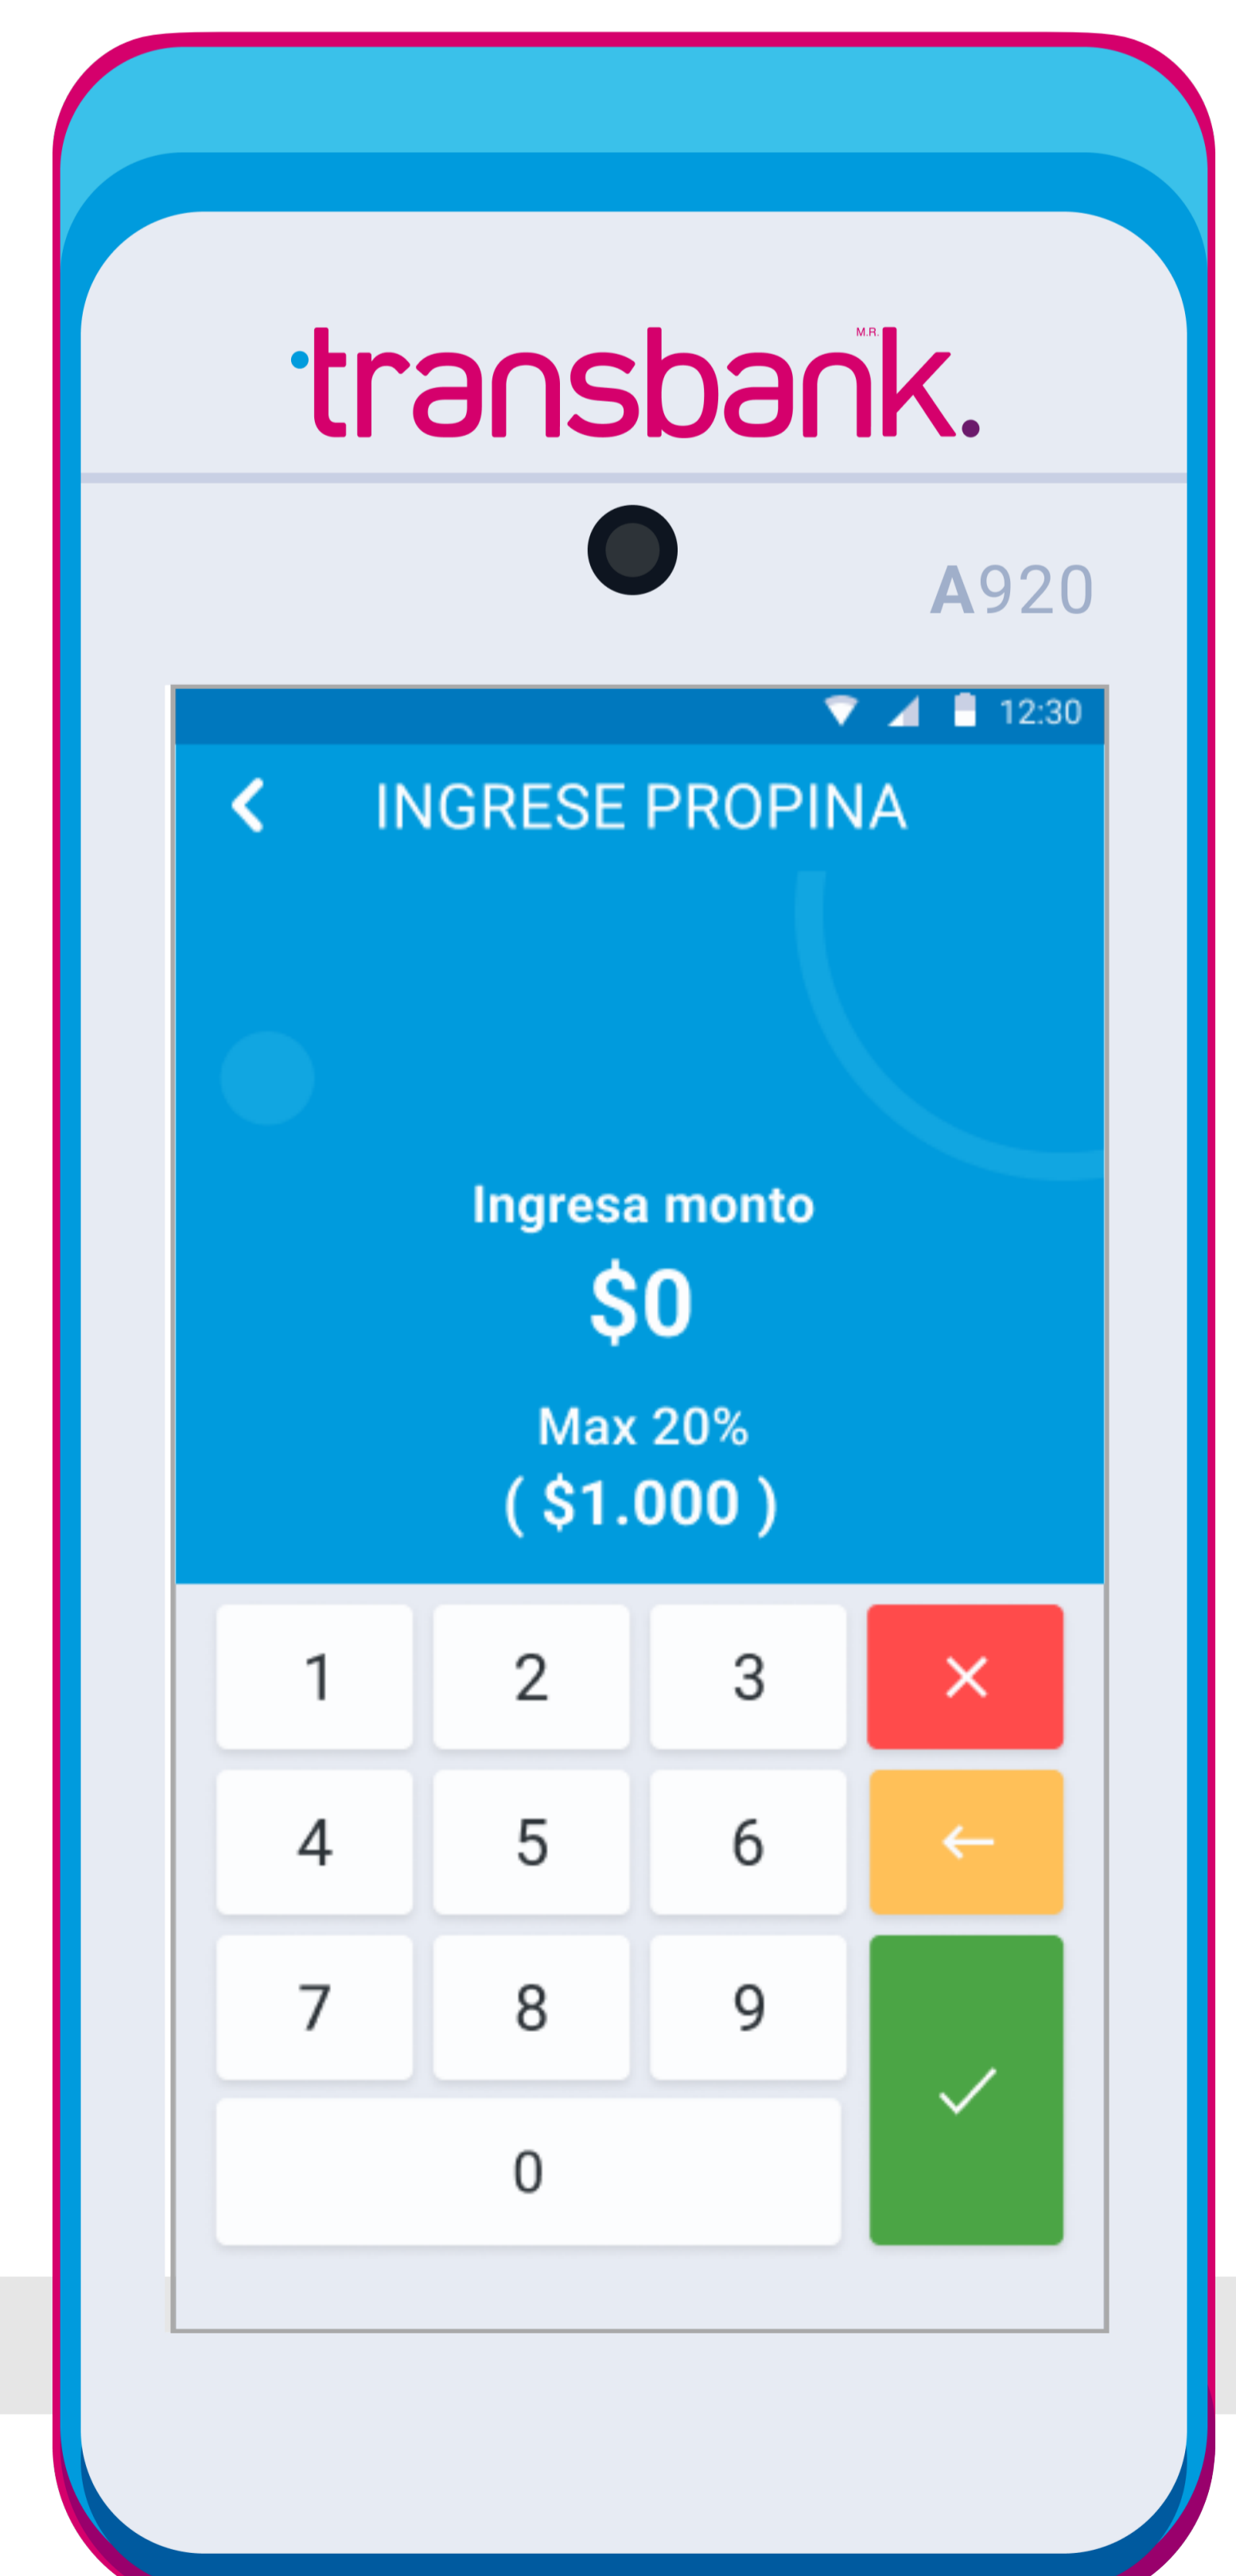 transbank.
M.R.
A920
12:30
INGRESE PROPINA
Ingresa monto
$0
Max 20%
( $1.000 )
1 2 3
4 5 6
7 8 9
0